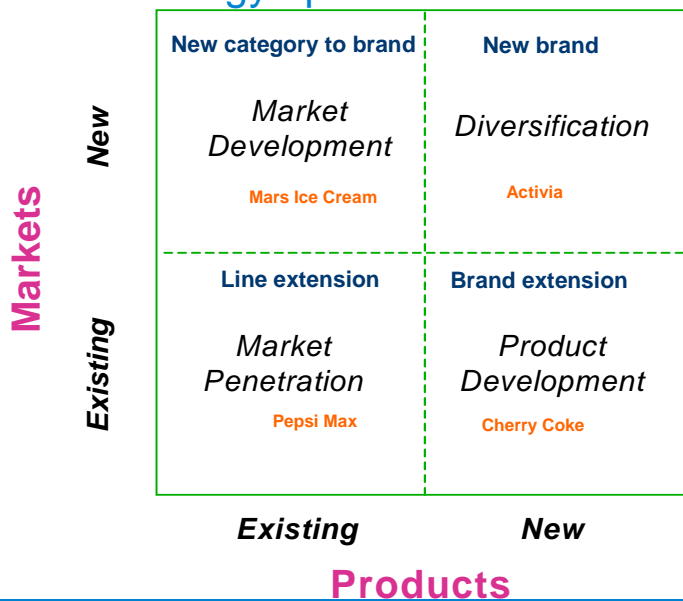 New category to brand
New brand
Market
Development
Diversification
Mars Ice Cream
Activia
New
Markets
Existing
Line extension
Brand extension
Market
Penetration
Product
Development
Pepsi Max
Cherry Coke
Existing
New
Products